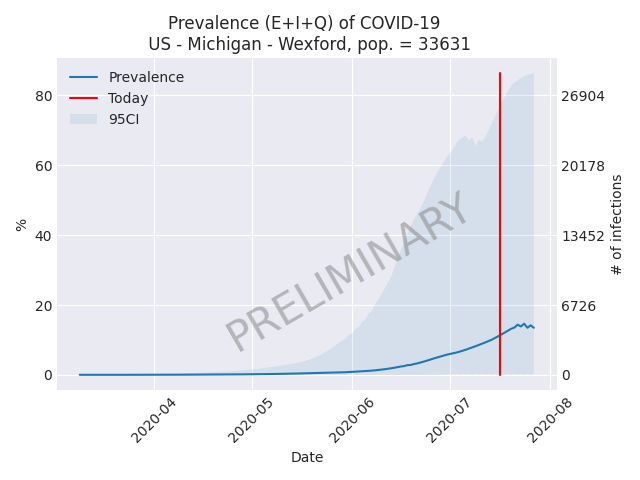 Prevalence (E+I+Q) of COVID-19
US - Michigan - Wexford, pop. = 33631
Prevalence
Today
95CI
80
60
40
20
0
%
26904
20178
13452
6726
0
# of infections
PRELIMINARY
2020-04
2020-05
2020-06
2020-07
2020-08
Date